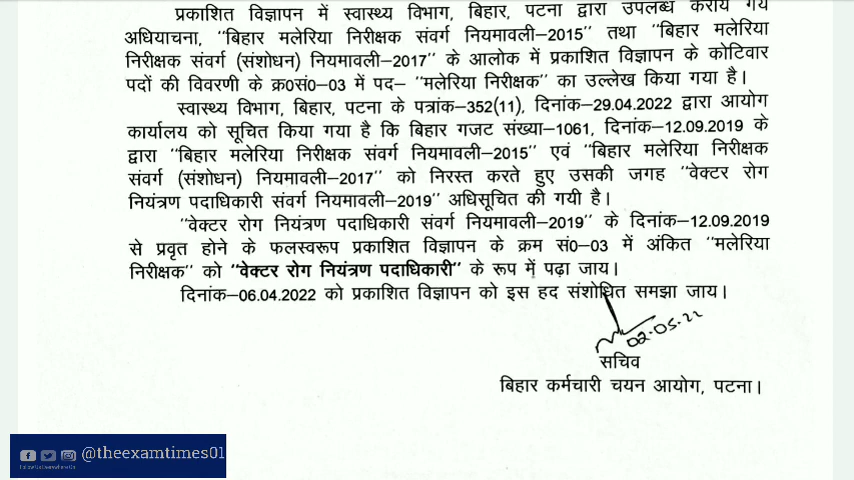 प्रकाशित विज्ञापन में स्वास्थ्य विभाग, बिहार, पटना द्वारा उपलब्ध कराये गये
अधियाचना, "बिहार मलेरिया निरीक्षक संवर्ग नियमावली–2015" तथा "बिहार मलेरिया
निरीक्षक संवर्ग (संशोधन) नियमावली–2017" के आलोक में प्रकाशित विज्ञापन के कोटिवार
पदों की विवरणी के क्र0सं0–03 में पद– "मलेरिया निरीक्षक" का उल्लेख किया गया है।
स्वास्थ्य विभाग, बिहार, पटना के पत्रांक–352(11), दिनांक–29.04.2022 द्वारा आयोग
कार्यालय को सूचित किया गया है कि बिहार गजट संख्या–1061, दिनांक–12.09.2019 के
द्वारा "बिहार मलेरिया निरीक्षक संवर्ग नियमावली–2015" एवं "बिहार मलेरिया निरीक्षक
संवर्ग (संशोधन) नियमावली–2017" को निरस्त करते हुए उसकी जगह "वेक्टर रोग
नियंत्रण पदाधिकारी संवर्ग नियमावली–2019" अधिसूचित की गयी है।
"वेक्टर रोग नियंत्रण पदाधिकारी संवर्ग नियमावली–2019" के दिनांक–12.09.2019
से प्रवृत होने के फलस्वरूप प्रकाशित विज्ञापन के क्रम सं0–03 में अंकित "मलेरिया
निरीक्षक" को "वेक्टर रोग नियंत्रण पदाधिकारी" के रूप में पढ़ा जाय।
दिनांक–06.04.2022 को प्रकाशित विज्ञापन को इस हद संशोधित समझा जाय।
02.05.22
सचिव
बिहार कर्मचारी चयन आयोग, पटना।
@theexamtimes01